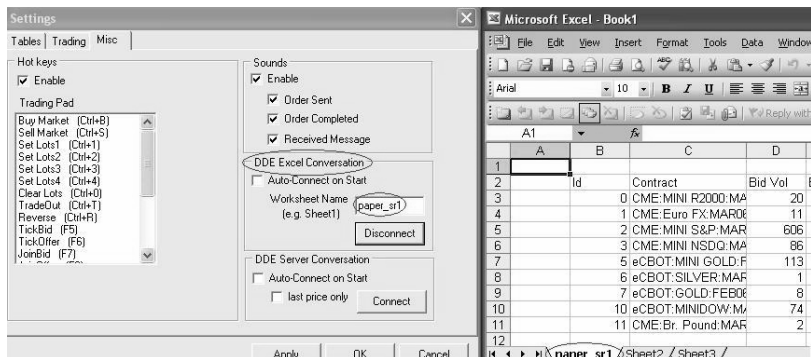 Settings
Tables Trading Misc
Hot keys
Enable
Trading Pad
Buy Market (Ctrl+B)
Sell Market (Ctrl+S)
Set Lots1 (Ctrl+1)
Set Lots2 (Ctrl+2)
Set Lots3 (Ctrl+3)
Set Lots4 (Ctrl+4)
Clear Lots (Ctrl+0)
TradeOut (Ctrl+T)
Reverse (Ctrl+R)
TickBid (F5)
TickOffer (F6)
JoinBid (F7)
Sounds
Enable
Order Sent
Order Completed
Received Message
DDE Excel Conversation
Auto-Connect on Start
Worksheet Name
(e.g. Sheet1)
paper_sr1
Disconnect
DDE Server Conversation
Auto-Connect on Start
last price only
Connect
Apply OK Cancel
Microsoft Excel - Book1
File Edit View Insert Format Tools Data Window
Arial 10 B I U
Reply with
A1 fx
A B C D
1
2 Id Contract Bid Vol
3 0 CME:MINI R2000:MA 20
4 1 CME:Euro FX:MAR06 11
5 2 CME:MINI S&P:MAR 606
6 3 CME:MINI NSDQ:MA 86
7 5 eCBOT:MINI GOLD:F 113
8 6 eCBOT:SILVER:MAR 1
9 7 eCBOT:GOLD:FEB06 8
10 10 eCBOT:MINIDOW:MA 74
11 11 CME:Br. Pound:MAR 2
12
paper_sr1 Sheet2 Sheet3